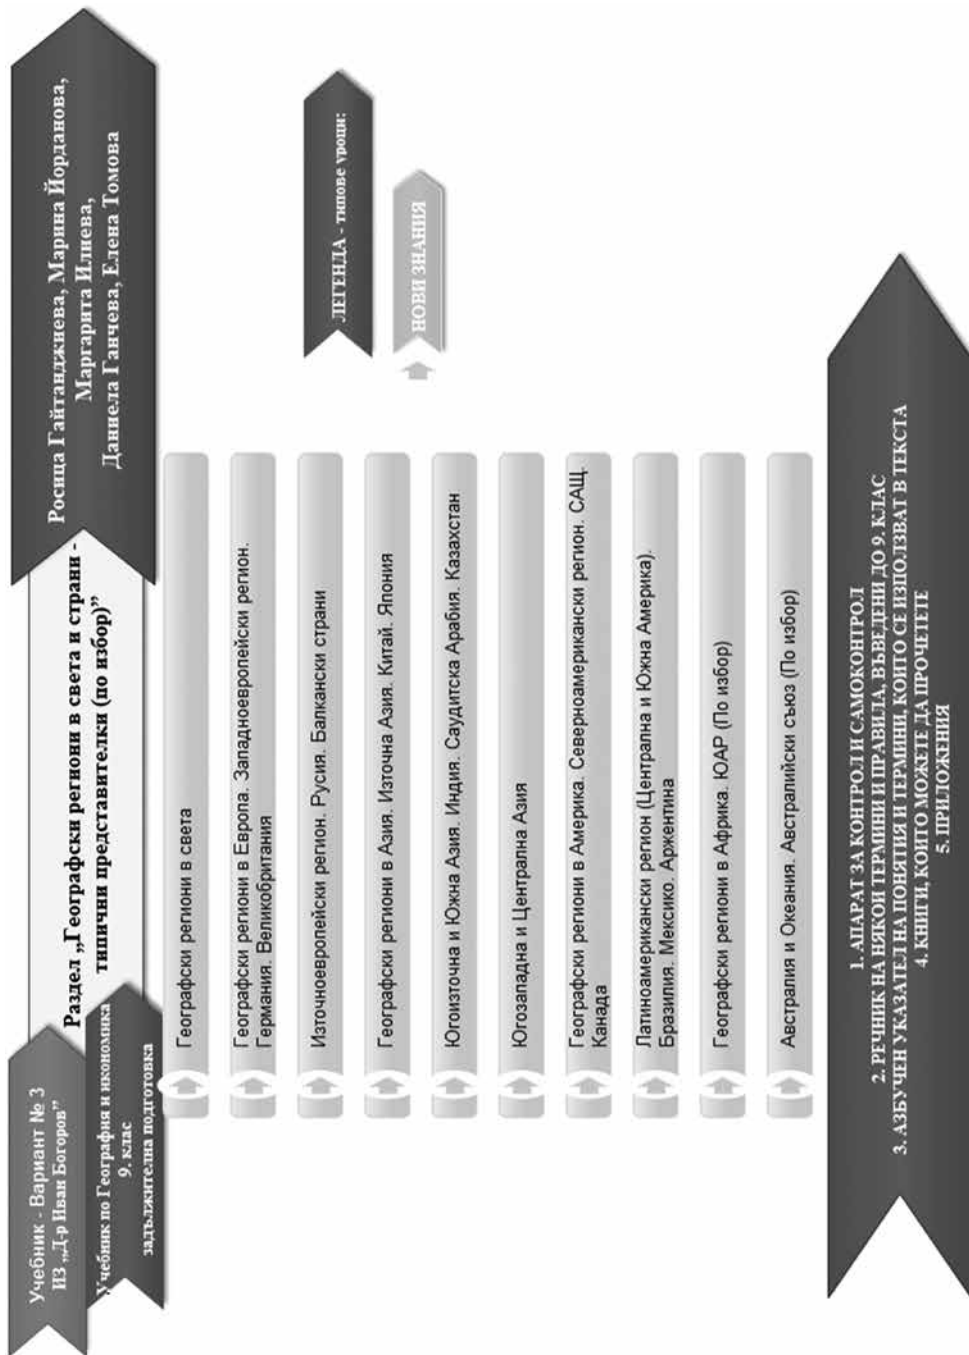 Учебник - Вариант № 3
ИЗ „Д-р Иван Богоров”
Учебник по География и икономика
9. клас
задължителна подготовка
Раздел „Географски региони в света и страни -
типични представителки (по избор)”
Росица Гайтанджиева, Марина Йорданова,
Маргарита Илиева,
Даниела Ганчева, Елена Томова
Географски региони в света
Географски региони в Европа. Западноевропейски регион.
Германия. Великобритания
Източноевропейски регион. Русия. Балкански страни
Географски региони в Азия. Източна Азия. Китай. Япония
Югоизточна и Южна Азия. Индия. Саудитска Арабия. Казахстан
Югозападна и Централна Азия
Географски региони в Америка. Северноамерикански регион. САЩ.
Канада
Латиноамерикански регион (Централна и Южна Америка).
Бразилия. Мексико. Аржентина
Географски региони в Африка. ЮАР (По избор)
Австралия и Океания. Австралийски съюз (По избор)
ЛЕГЕНДА - типове уроци:
НОВИ ЗНАНИЯ
1. АПАРАТ ЗА КОНТРОЛ И САМОКОНТРОЛ
2. РЕЧНИК НА НЯКОИ ТЕРМИНИ И ПРАВИЛА, ВЪВЕДЕНИ ДО 9. КЛАС
3. АЗБУЧЕН УКАЗАТЕЛ НА ПОНЯТИЯ И ТЕРМИНИ, КОИТО СЕ ИЗПОЛЗВАТ В ТЕКСТА
4. КНИГИ, КОИТО МОЖЕТЕ ДА ПРОЧЕТЕТЕ
5. ПРИЛОЖЕНИЯ